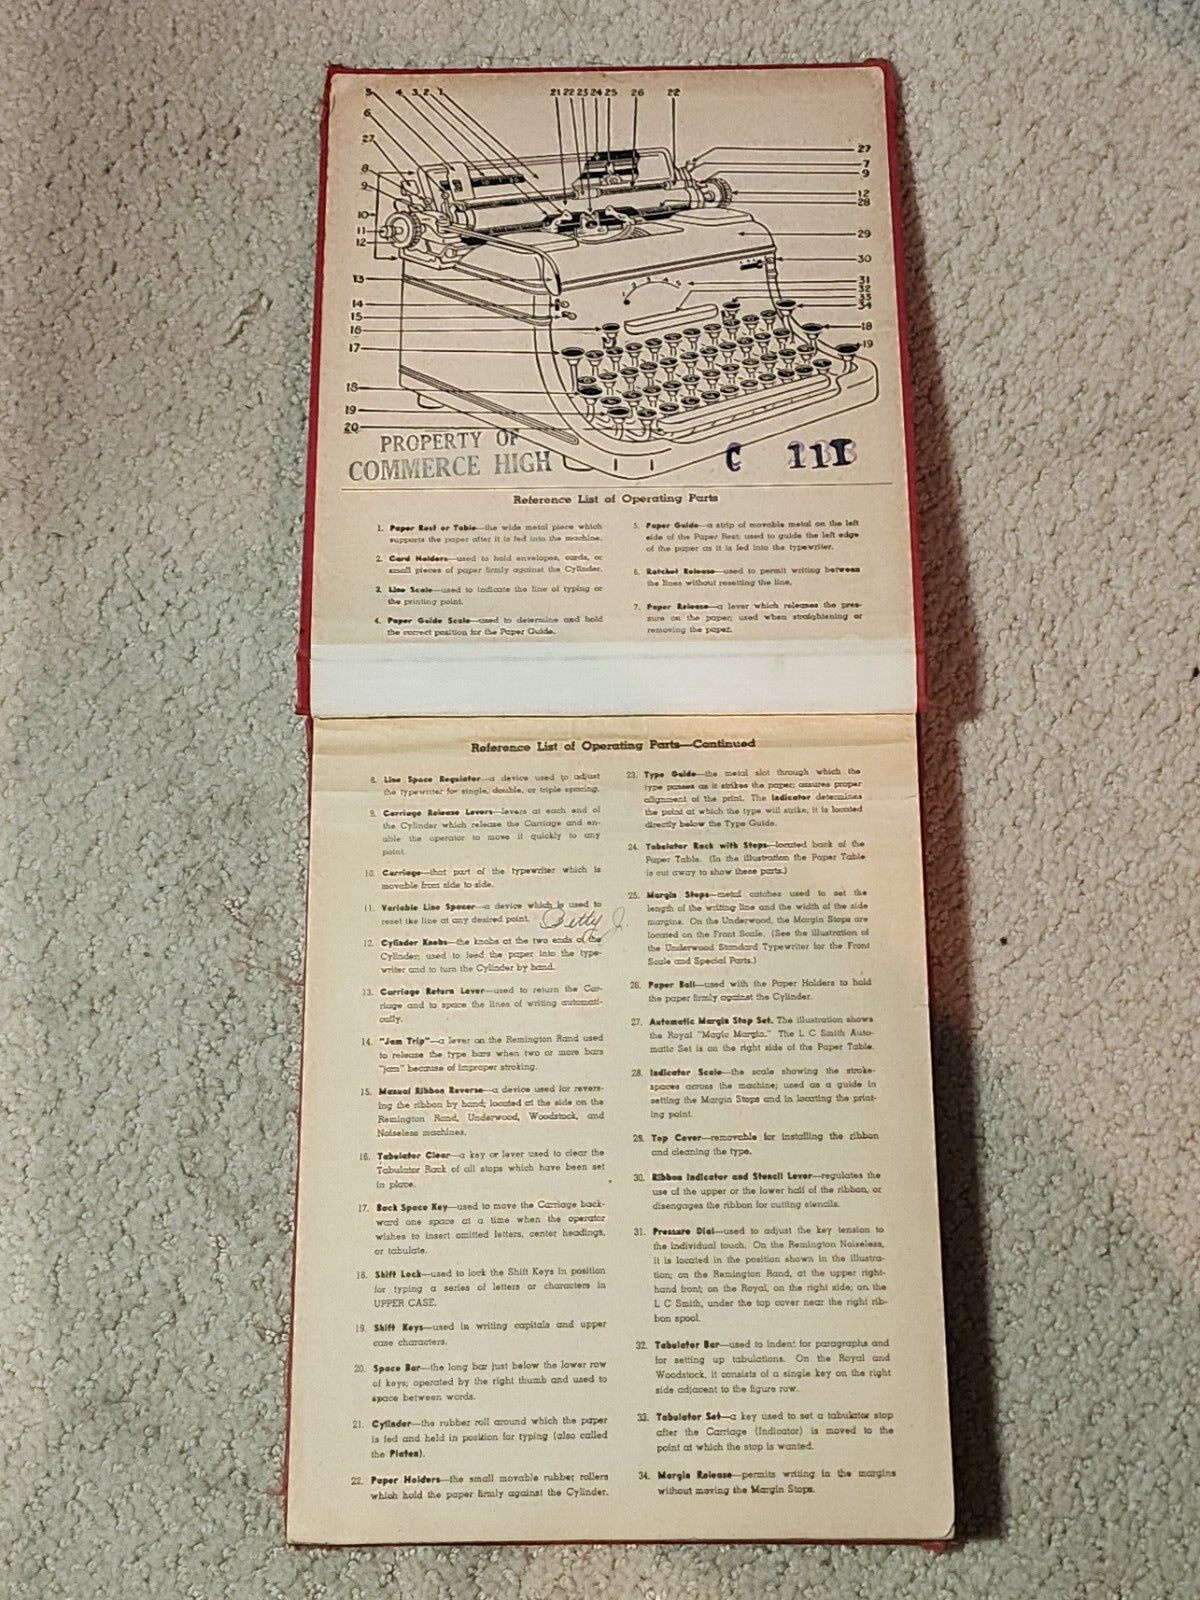 5 4 3 2 1 21 22 23 24 25 26 22
6
27
8
9
10
11
12
13
14
15
16
17
18
19
20
27
7
9
12
28
29
30
31
32
33
34
18
19
PROPERTY OF
COMMERCE HIGH
C 111
Reference List of Operating Parts
1. Paper Rest or Table—the wide metal piece which
supports the paper after it is fed into the machine.
2. Card Holders—used to hold envelopes, cards, or
small pieces of paper firmly against the Cylinder.
3. Line Scale—used to indicate the line of typing or
the printing point.
4. Paper Guide Scale—used to determine and hold
the correct position for the Paper Guide.
5. Paper Guide—a strip of movable metal on the left
side of the Paper Rest; used to guide the left edge
of the paper as it is fed into the typewriter.
6. Ratchet Release—used to permit writing between
the lines without resetting the line.
7. Paper Release—a lever which releases the pres-
sure on the paper; used when straightening or
removing the paper.
Reference List of Operating Parts—Continued
8. Line Space Regulator—a device used to adjust
the typewriter for single, double, or triple spacing.
9. Carriage Release Levers—levers at each end of
the Cylinder which release the Carriage and en-
able the operator to move it quickly to any
point.
10. Carriage—that part of the typewriter which is
movable from side to side.
11. Variable Line Spacer—a device which is used to
reset the line at any desired point.
Betty J.
12. Cylinder Knobs—the knobs at the two ends of the
Cylinder; used to feed the paper into the type-
writer and to turn the Cylinder by hand.
13. Carriage Return Lever—used to return the Car-
riage and to space the lines of writing automati-
cally.
14. "Jam Trip"—a lever on the Remington Rand used
to release the type bars when two or more bars
"jam" because of improper stroking.
15. Manual Ribbon Reverse—a device used for revers-
ing the ribbon by hand; located at the side on the
Remington Rand, Underwood, Woodstock, and
Noiseless machines.
16. Tabulator Clear—a key or lever used to clear the
Tabulator Rack of all stops which have been set
in place.
17. Back Space Key—used to move the Carriage back-
ward one space at a time when the operator
wishes to insert omitted letters, center headings,
or tabulate.
18. Shift Lock—used to lock the Shift Keys in position
for typing a series of letters or characters in
UPPER CASE.
19. Shift Keys—used in writing capitals and upper
case characters.
20. Space Bar—the long bar just below the lower row
of keys; operated by the right thumb and used to
space between words.
21. Cylinder—the rubber roll around which the paper
is fed and held in position for typing (also called
the Platen).
22. Paper Holders—the small movable rubber rollers
which hold the paper firmly against the Cylinder.
23. Type Guide—the metal slot through which the
type passes as it strikes the paper; assures proper
alignment of the print. The Indicator determines
the point at which the type will strike; it is located
directly below the Type Guide.
24. Tabulator Rack with Stops—located back of the
Paper Table. (In the illustration the Paper Table
is cut away to show these parts.)
25. Margin Stops—metal catches used to set the
length of the writing line and the width of the side
margins. On the Underwood, the Margin Stops are
located on the Front Scale. (See the illustration of
the Underwood Standard Typewriter for the Front
Scale and Special Parts.)
26. Paper Bail—used with the Paper Holders to hold
the paper firmly against the Cylinder.
27. Automatic Margin Stop Set. The illustration shows
the Royal "Magic Margin." The L C Smith Auto-
matic Set is on the right side of the Paper Table.
28. Indicator Scale—the scale showing the stroke-
spaces across the machine; used as a guide in
setting the Margin Stops and in locating the print-
ing point.
29. Top Cover—removable for installing the ribbon
and cleaning the type.
30. Ribbon Indicator and Stencil Lever—regulates the
use of the upper or the lower half of the ribbon, or
disengages the ribbon for cutting stencils.
31. Pressure Dial—used to adjust the key tension to
the individual touch. On the Remington Noiseless,
it is located in the position shown in the illustra-
tion; on the Remington Rand, at the upper right-
hand front; on the Royal, on the right side; on the
L C Smith, under the top cover near the right rib-
bon spool.
32. Tabulator Bar—used to indent for paragraphs and
for setting up tabulations. On the Royal and
Woodstock, it consists of a single key on the right
side adjacent to the figure row.
33. Tabulator Set—a key used to set a tabulator stop
after the Carriage (Indicator) is moved to the
point at which the stop is wanted.
34. Margin Release—permits writing in the margins
without moving the Margin Stops.